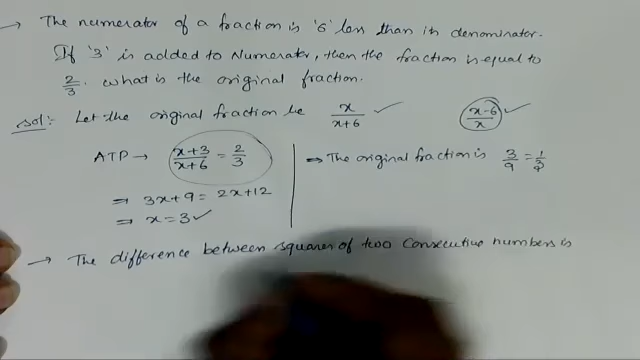 → The numerator of a fraction is '6' less than its denominator.
If '3' is added to Numerator, then the fraction is equal to
2/3. What is the original fraction.
Sol:- Let the original fraction be x/(x+6) ✓ (x-6)/x ✓
ATP → (x+3)/(x+6) = 2/3
⇒ 3x+9 = 2x+12
⇒ x=3 ✓
⇒ The original fraction is 3/9 = 1/3
→ The difference between squares of two consecutive numbers is